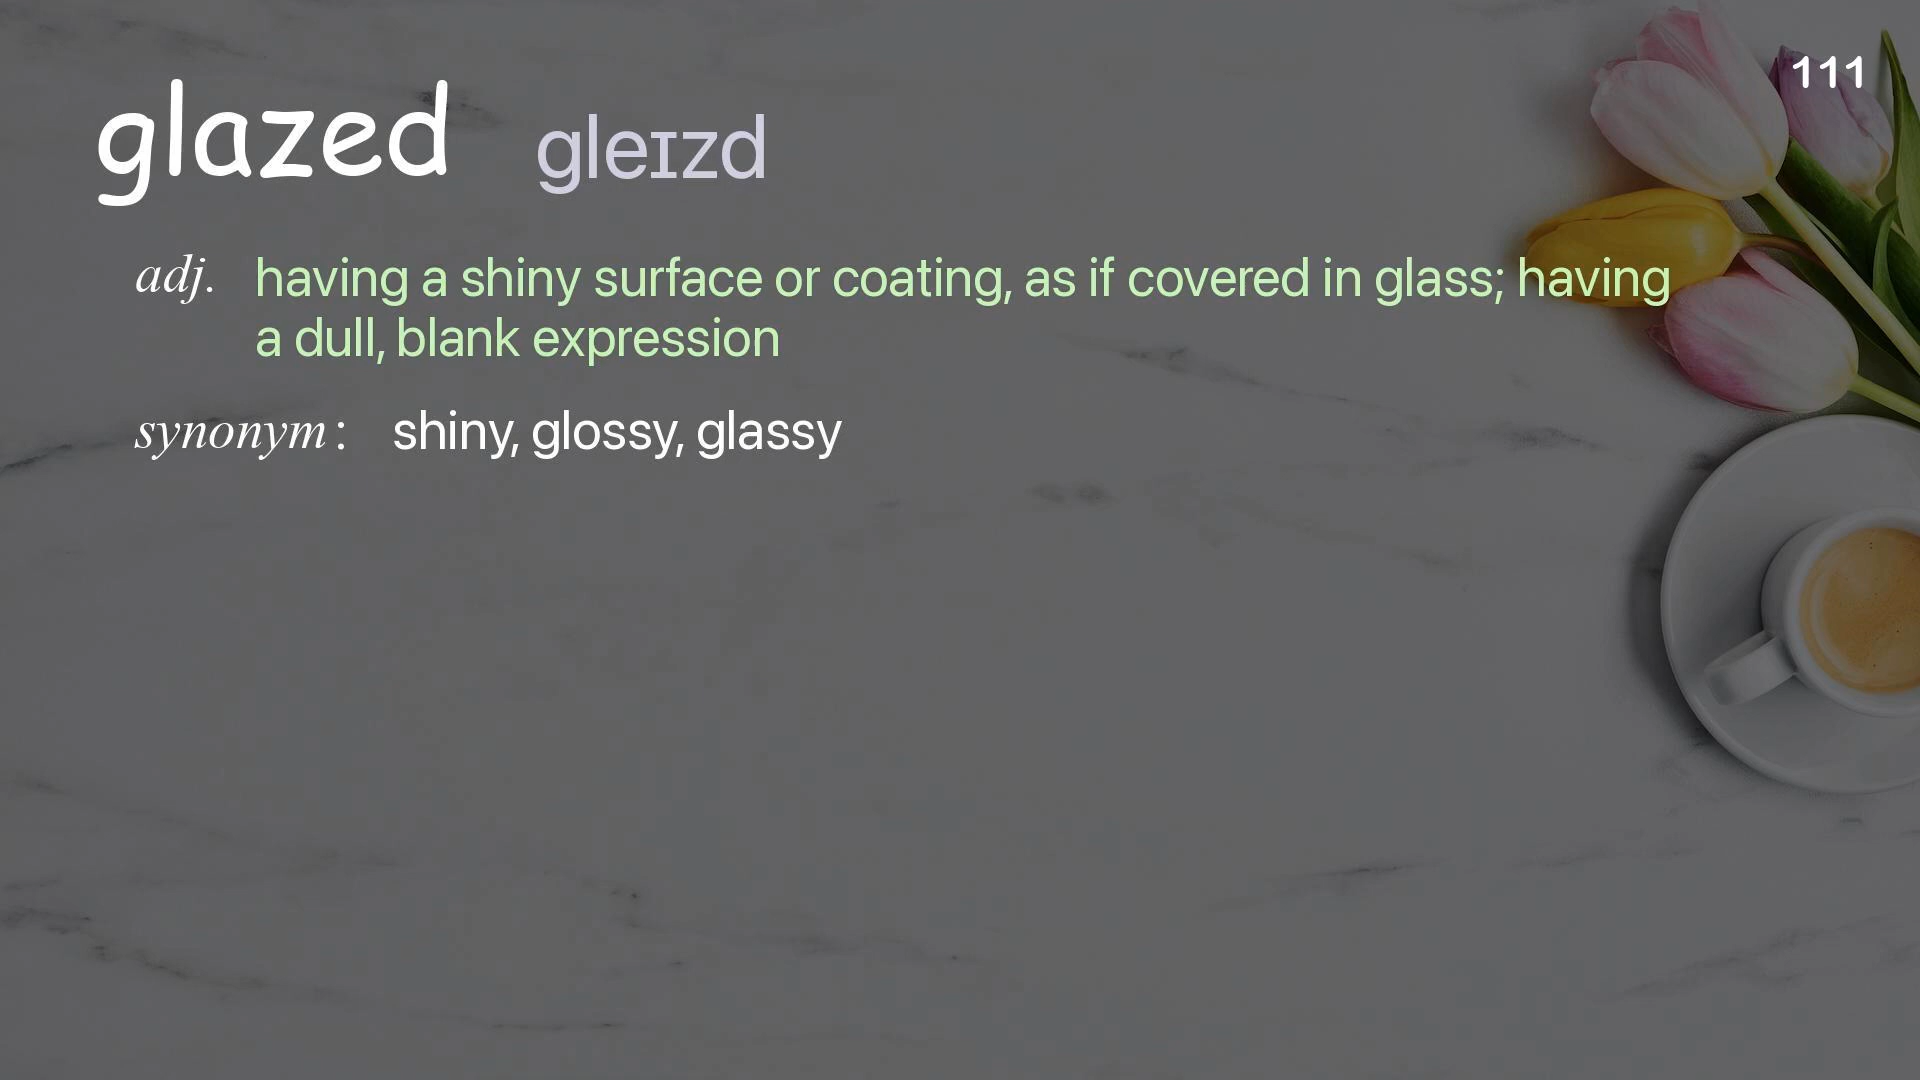 111
glazed gleɪzd
adj. having a shiny surface or coating, as if covered in glass; having
a dull, blank expression
synonym: shiny, glossy, glassy